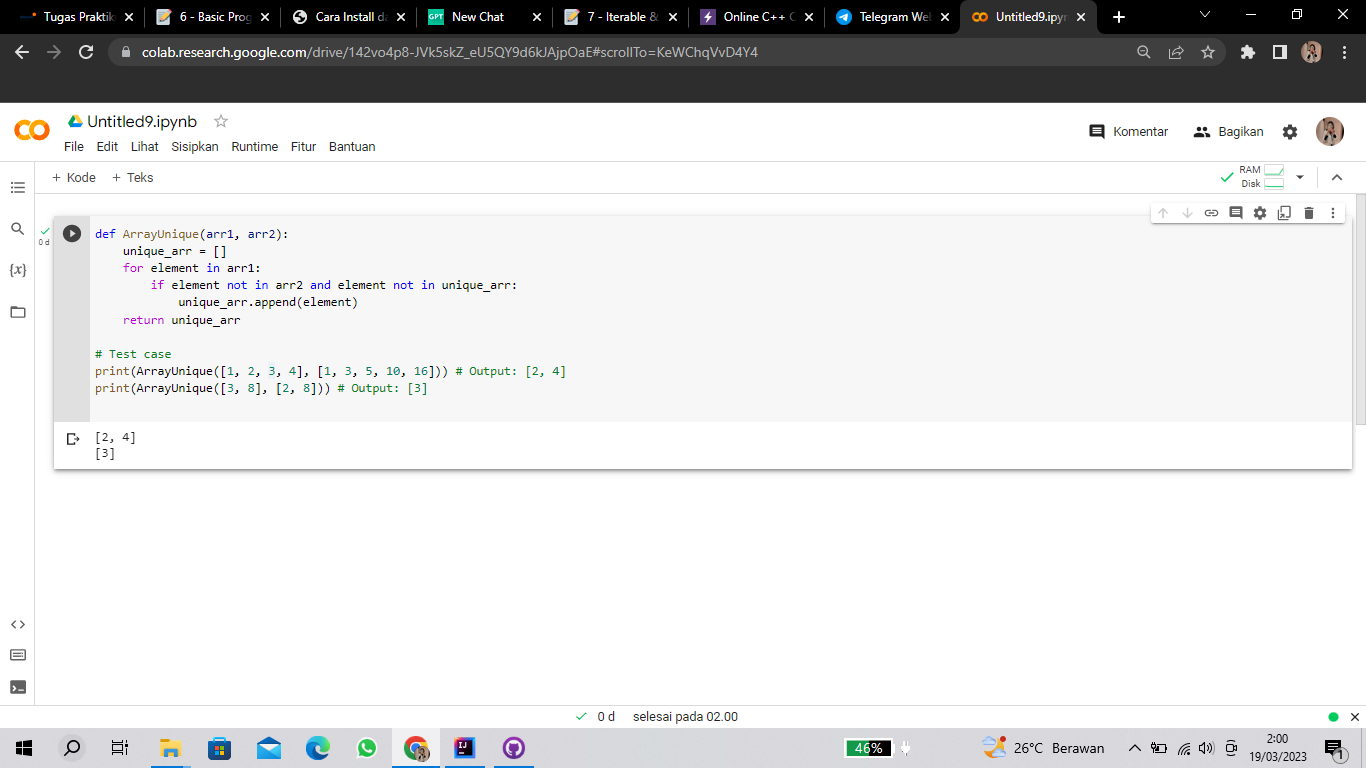 Tugas Praktik
6 - Basic Prog
Cara Install da
GPT New Chat
7 - Iterable &
Online C++ C
Telegram Web
Untitled9.ipyn
colab.research.google.com/drive/142vo4p8-JVk5skZ_eU5QY9d6kJAjpOaE#scrollTo=KeWChqVvD4Y4
Untitled9.ipynb
Komentar
Bagikan
File Edit Lihat Sisipkan Runtime Fitur Bantuan
+ Kode + Teks
RAM
Disk
{x}
0 d
def ArrayUnique(arr1, arr2):
    unique_arr = []
    for element in arr1:
        if element not in arr2 and element not in unique_arr:
            unique_arr.append(element)
    return unique_arr
# Test case
print(ArrayUnique([1, 2, 3, 4], [1, 3, 5, 10, 16])) # Output: [2, 4]
print(ArrayUnique([3, 8], [2, 8])) # Output: [3]
[2, 4]
[3]
0 d selesai pada 02.00
46%
26°C Berawan
2:00
19/03/2023
1